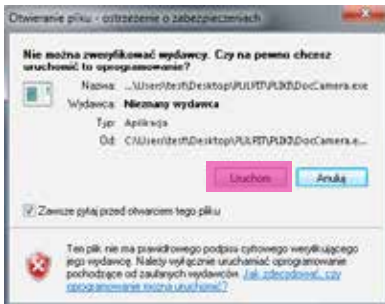 Otwieranie pliku - ostrzeżenie o zabezpieczeniach
Nie można zweryfikować wydawcy. Czy na pewno chcesz
uruchomić to oprogramowanie?
Nazwa: ...\Users\test\Desktop\PULPIT\PLIKI\DocCamera.exe
Wydawca: Nieznany wydawca
Typ: Aplikacja
Od: C:\Users\test\Desktop\PULPIT\PLIKI\DocCamera.e...
Uruchom
Anuluj
Zawsze pytaj przed otwarciem tego pliku
Ten plik nie ma prawidłowego podpisu cyfrowego weryfikującego
jego wydawcę. Należy wyłącznie uruchamiać oprogramowanie
pochodzące od zaufanych wydawców. Jak zdecydować, czy
oprogramowanie można uruchomić?